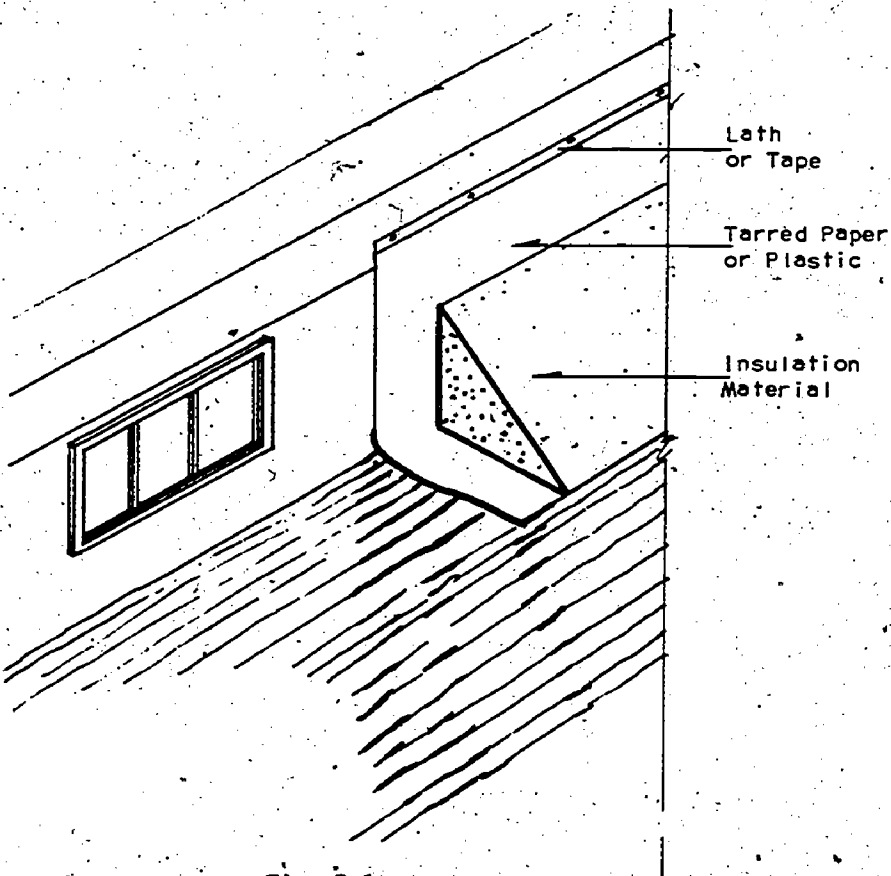 Lath
or Tape
Tarred Paper
or Plastic
Insulation
Material